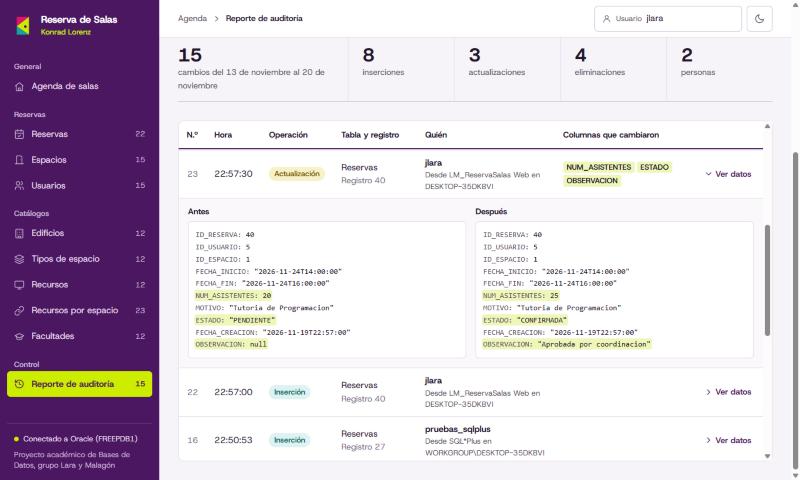 Reserva de Salas
Konrad Lorenz
General
Agenda de salas
Reservas
Reservas 22
Espacios 15
Usuarios 15
Catálogos
Edificios 12
Tipos de espacio 12
Recursos 12
Recursos por espacio 23
Facultades 12
Control
Reporte de auditoría 15
Conectado a Oracle (FREEPDB1)
Proyecto académico de Bases de
Datos, grupo Lara y Malagón
Agenda > Reporte de auditoría
Usuario jlara
15
cambios del 13 de noviembre al 20 de
noviembre
8
inserciones
3
actualizaciones
4
eliminaciones
2
personas
N.º Hora Operación Tabla y registro Quién Columnas que cambiaron
23 22:57:30 Actualización
Reservas
Registro 40
jlara
Desde LM_ReservaSalas Web en
DESKTOP-35DKBVI
NUM_ASISTENTES ESTADO
OBSERVACION
Ver datos
Antes
ID_RESERVA: 40
ID_USUARIO: 5
ID_ESPACIO: 1
FECHA_INICIO: "2026-11-24T14:00:00"
FECHA_FIN: "2026-11-24T16:00:00"
NUM_ASISTENTES: 20
MOTIVO: "Tutoria de Programacion"
ESTADO: "PENDIENTE"
FECHA_CREACION: "2026-11-19T22:57:00"
OBSERVACION: null
Después
ID_RESERVA: 40
ID_USUARIO: 5
ID_ESPACIO: 1
FECHA_INICIO: "2026-11-24T14:00:00"
FECHA_FIN: "2026-11-24T16:00:00"
NUM_ASISTENTES: 25
MOTIVO: "Tutoria de Programacion"
ESTADO: "CONFIRMADA"
FECHA_CREACION: "2026-11-19T22:57:00"
OBSERVACION: "Aprobada por coordinacion"
22 22:57:00 Inserción
Reservas
Registro 40
jlara
Desde LM_ReservaSalas Web en
DESKTOP-35DKBVI
Ver datos
16 22:50:53 Inserción
Reservas
Registro 27
pruebas_sqlplus
Desde SQL*Plus en
WORKGROUP\DESKTOP-35DKBVI
Ver datos